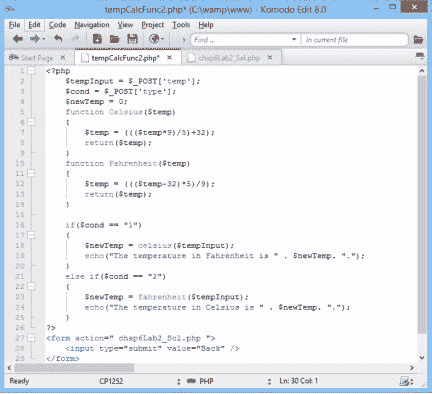 tempCalcFunc2.php* (C:\wamp\www) - Komodo Edit 8.0
File Edit Code Navigation View Project Tools Help
Find ... in Current file
Start Page tempCalcFunc2.php* chap6Lab2_Sol.php
1 <?php
2 $tempInput = $_POST['temp'];
3 $cond = $_POST['type'];
4 $newTemp = 0;
5 function Celsius($temp)
6 {
7 $temp = ((($temp*9)/5)+32);
8 return($temp);
9 }
10 function Fahrenheit($temp)
11 {
12 $temp = ((($temp-32)*5)/9);
13 return($temp);
14 }
15
16 if($cond == "1")
17 {
18 $newTemp = celsius($tempInput);
19 echo("The temperature in Fahrenheit is " . $newTemp. ".");
20 }
21 else if($cond == "2")
22 {
23 $newTemp = fahrenheit($tempInput);
24 echo("The temperature in Celsius is " . $newTemp. ".");
25 }
26 ?>
27 <form action=" chap6Lab2_Sol.php ">
28 <input type="submit" value="Back" />
29 </form>
Ready CP1252 PHP Ln: 30 Col: 1